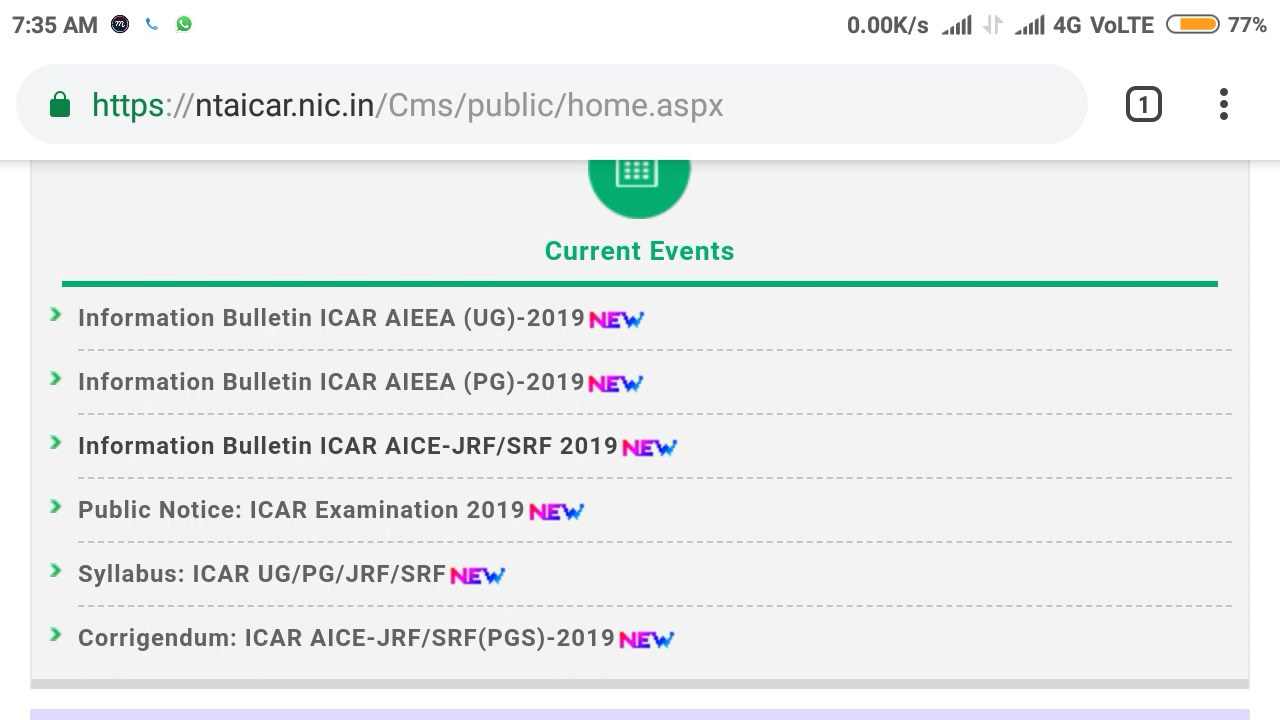 7:35 AM
0.00K/s 4G VoLTE 77%
https://ntaicar.nic.in/Cms/public/home.aspx
1
Current Events
Information Bulletin ICAR AIEEA (UG)-2019 NEW
Information Bulletin ICAR AIEEA (PG)-2019 NEW
Information Bulletin ICAR AICE-JRF/SRF 2019 NEW
Public Notice: ICAR Examination 2019 NEW
Syllabus: ICAR UG/PG/JRF/SRF NEW
Corrigendum: ICAR AICE-JRF/SRF(PGS)-2019 NEW